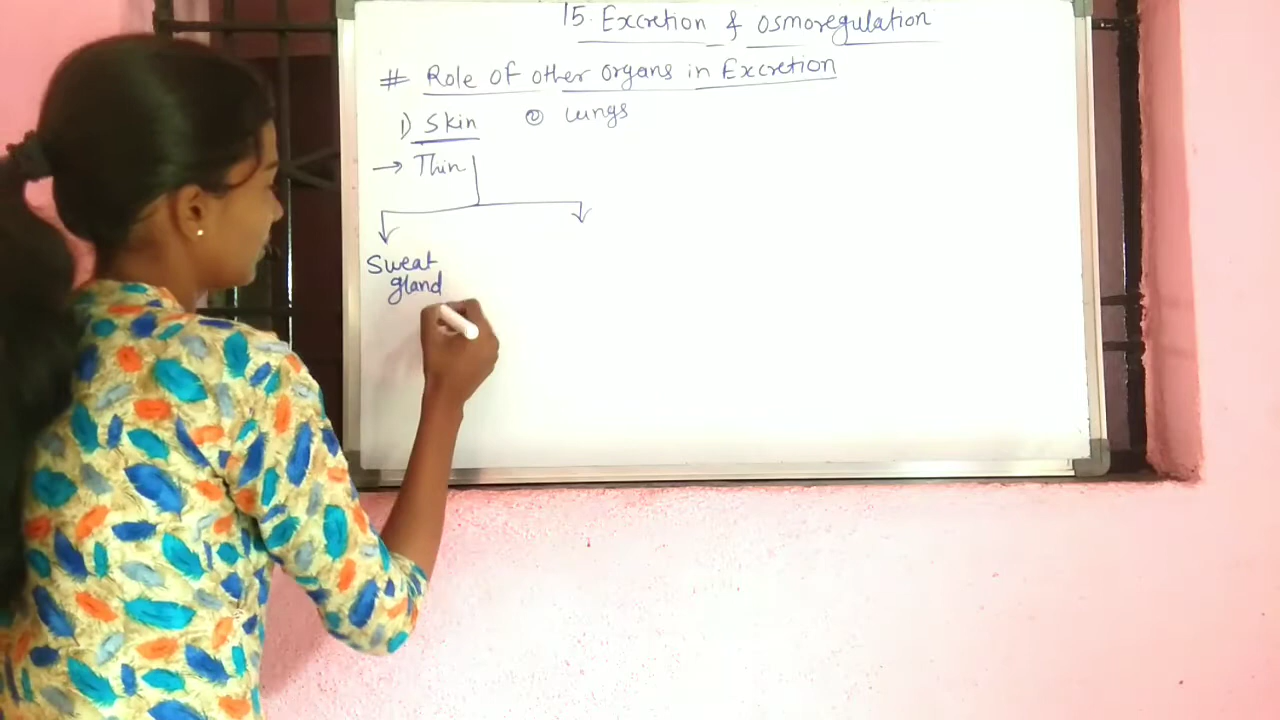 15. Excretion & osmoregulation
# Role of other organs in Excretion
1) Skin ② lungs
→ Thin
Sweat
gland